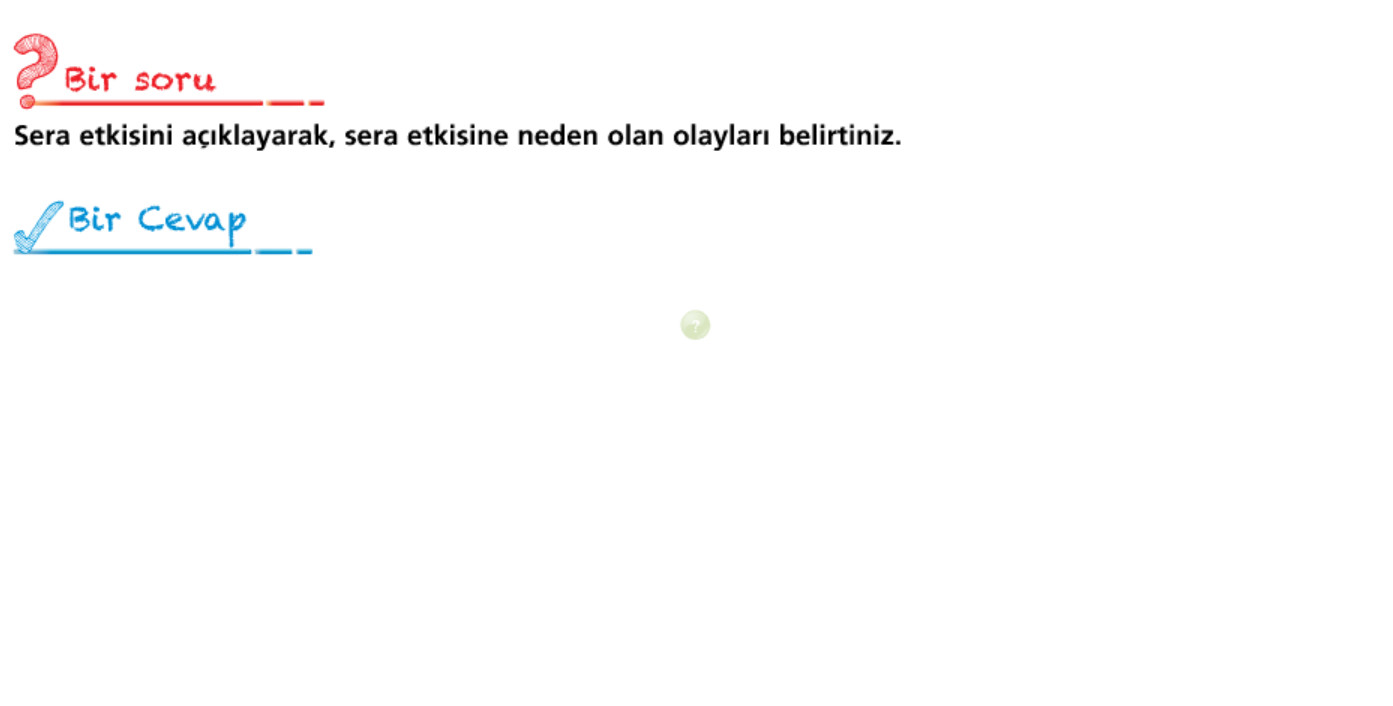 Bir soru
Sera etkisini açıklayarak, sera etkisine neden olan olayları belirtiniz.
Bir Cevap
?